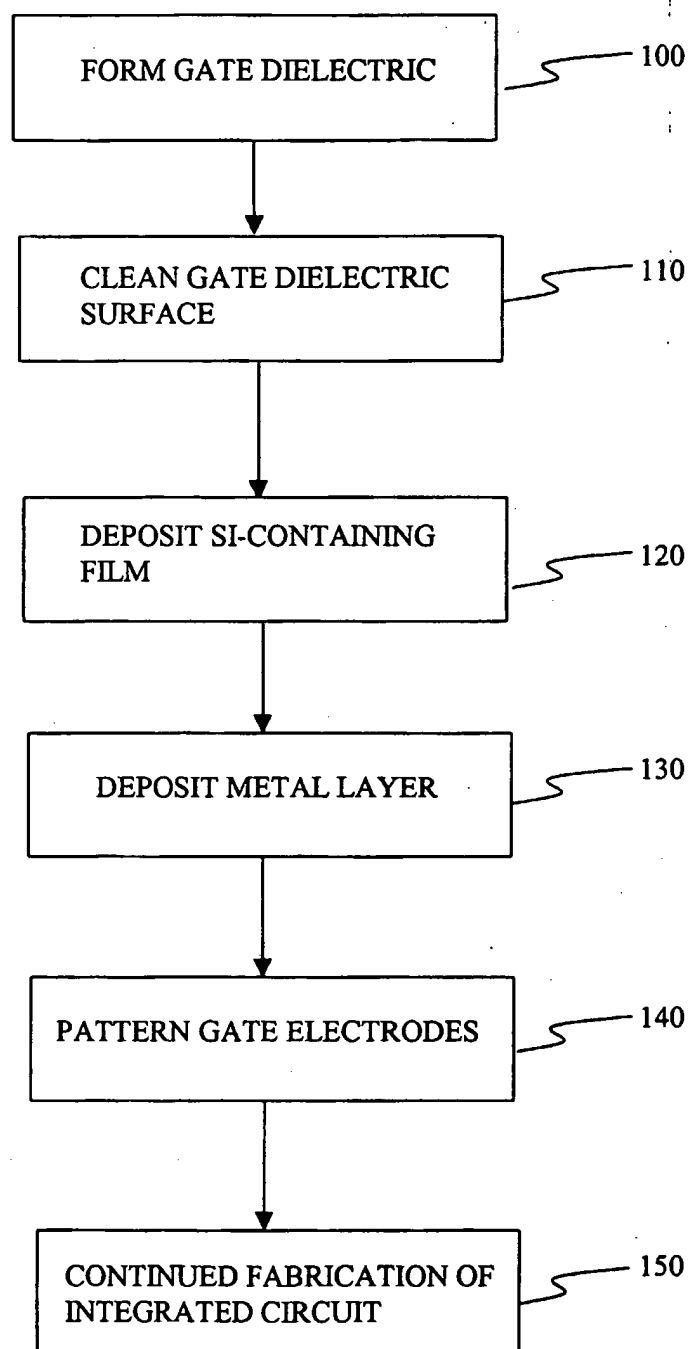 FORM GATE DIELECTRIC
100
CLEAN GATE DIELECTRIC
SURFACE
110
DEPOSIT SI-CONTAINING
FILM
120
DEPOSIT METAL LAYER
130
PATTERN GATE ELECTRODES
140
CONTINUED FABRICATION OF
INTEGRATED CIRCUIT
150